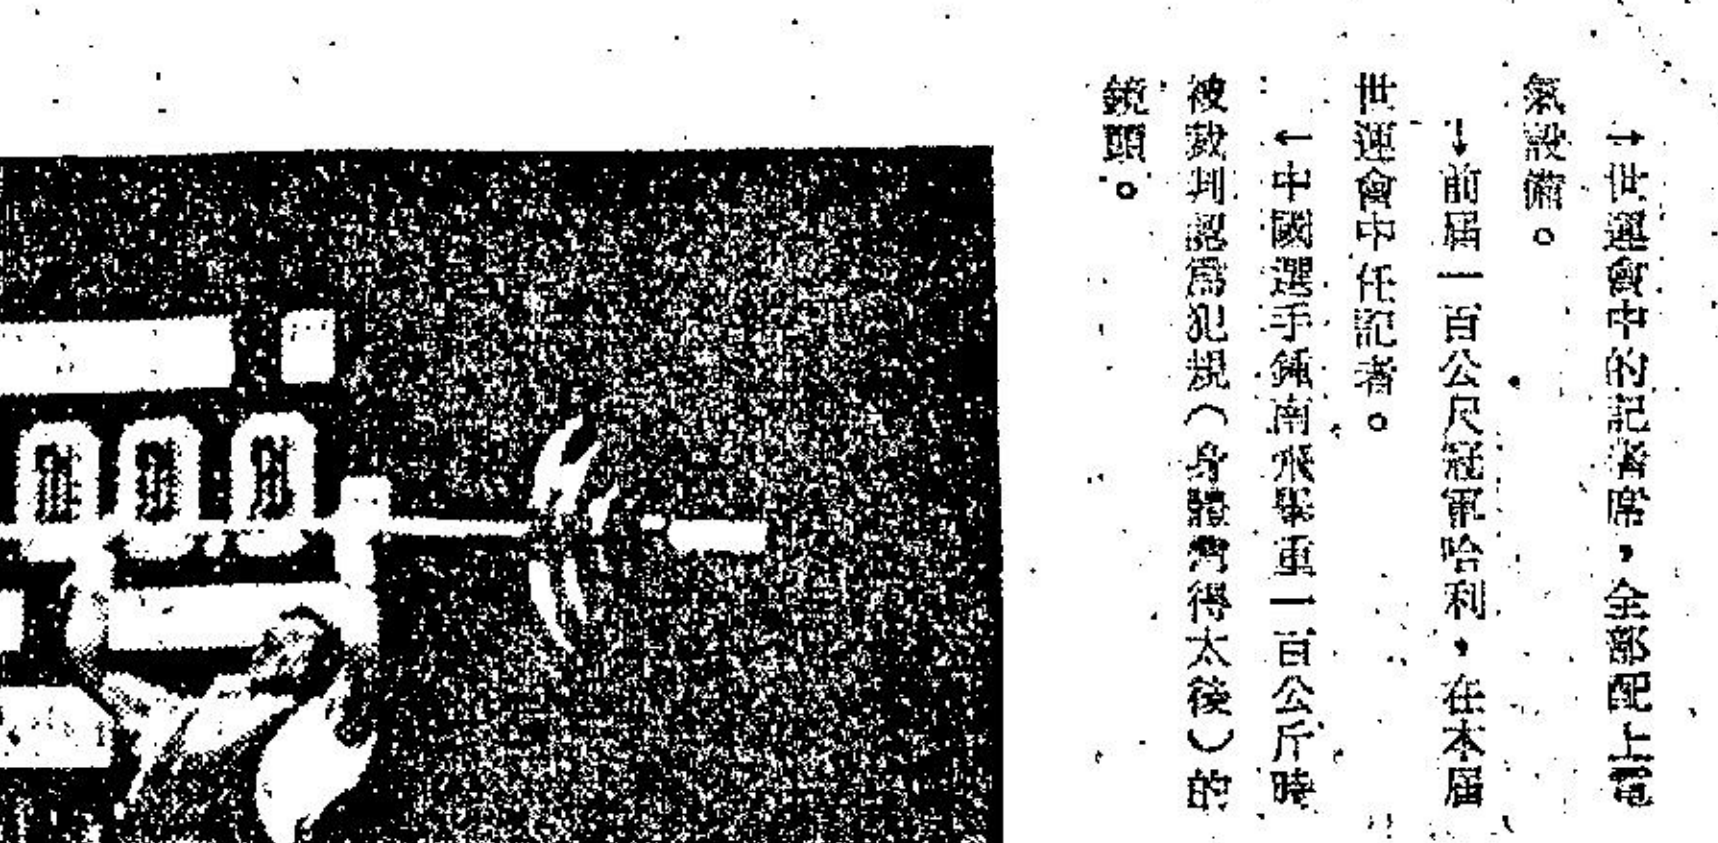 →世運會中的記者席，全部配上電
氣設備。
↓前屆一百公尺冠軍哈利，在本屆
世運會中任記者。
←中國選手鍾南飛舉重一百公斤時
被裁判認爲犯規（身體彎得太後）的
鏡頭。